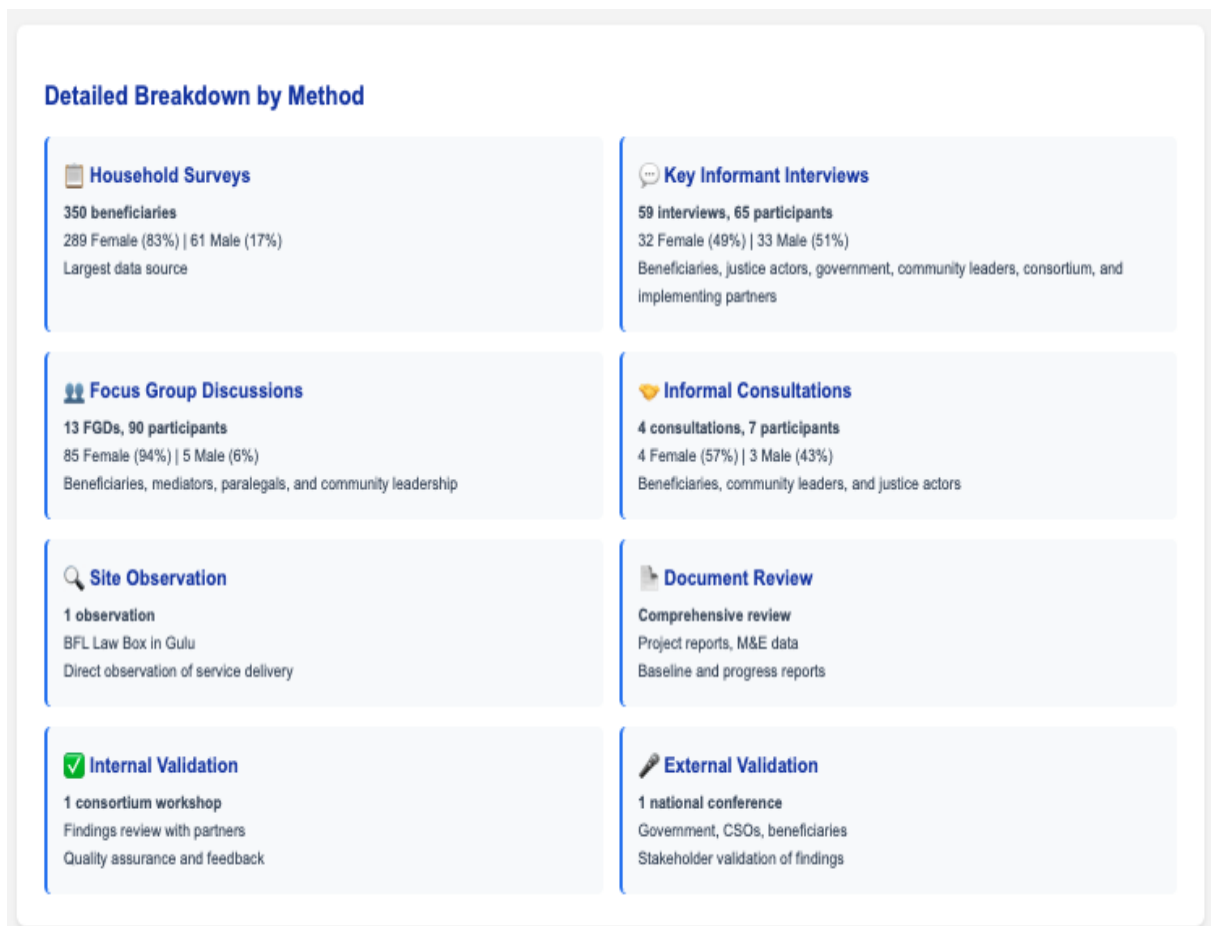 Detailed Breakdown by Method
Household Surveys
350 beneficiaries
289 Female (83%) | 61 Male (17%)
Largest data source
Key Informant Interviews
59 interviews, 65 participants
32 Female (49%) | 33 Male (51%)
Beneficiaries, justice actors, government, community leaders, consortium, and
implementing partners
Focus Group Discussions
13 FGDs, 90 participants
85 Female (94%) | 5 Male (6%)
Beneficiaries, mediators, paralegals, and community leadership
Informal Consultations
4 consultations, 7 participants
4 Female (57%) | 3 Male (43%)
Beneficiaries, community leaders, and justice actors
Site Observation
1 observation
BFL Law Box in Gulu
Direct observation of service delivery
Document Review
Comprehensive review
Project reports, M&E data
Baseline and progress reports
Internal Validation
1 consortium workshop
Findings review with partners
Quality assurance and feedback
External Validation
1 national conference
Government, CSOs, beneficiaries
Stakeholder validation of findings